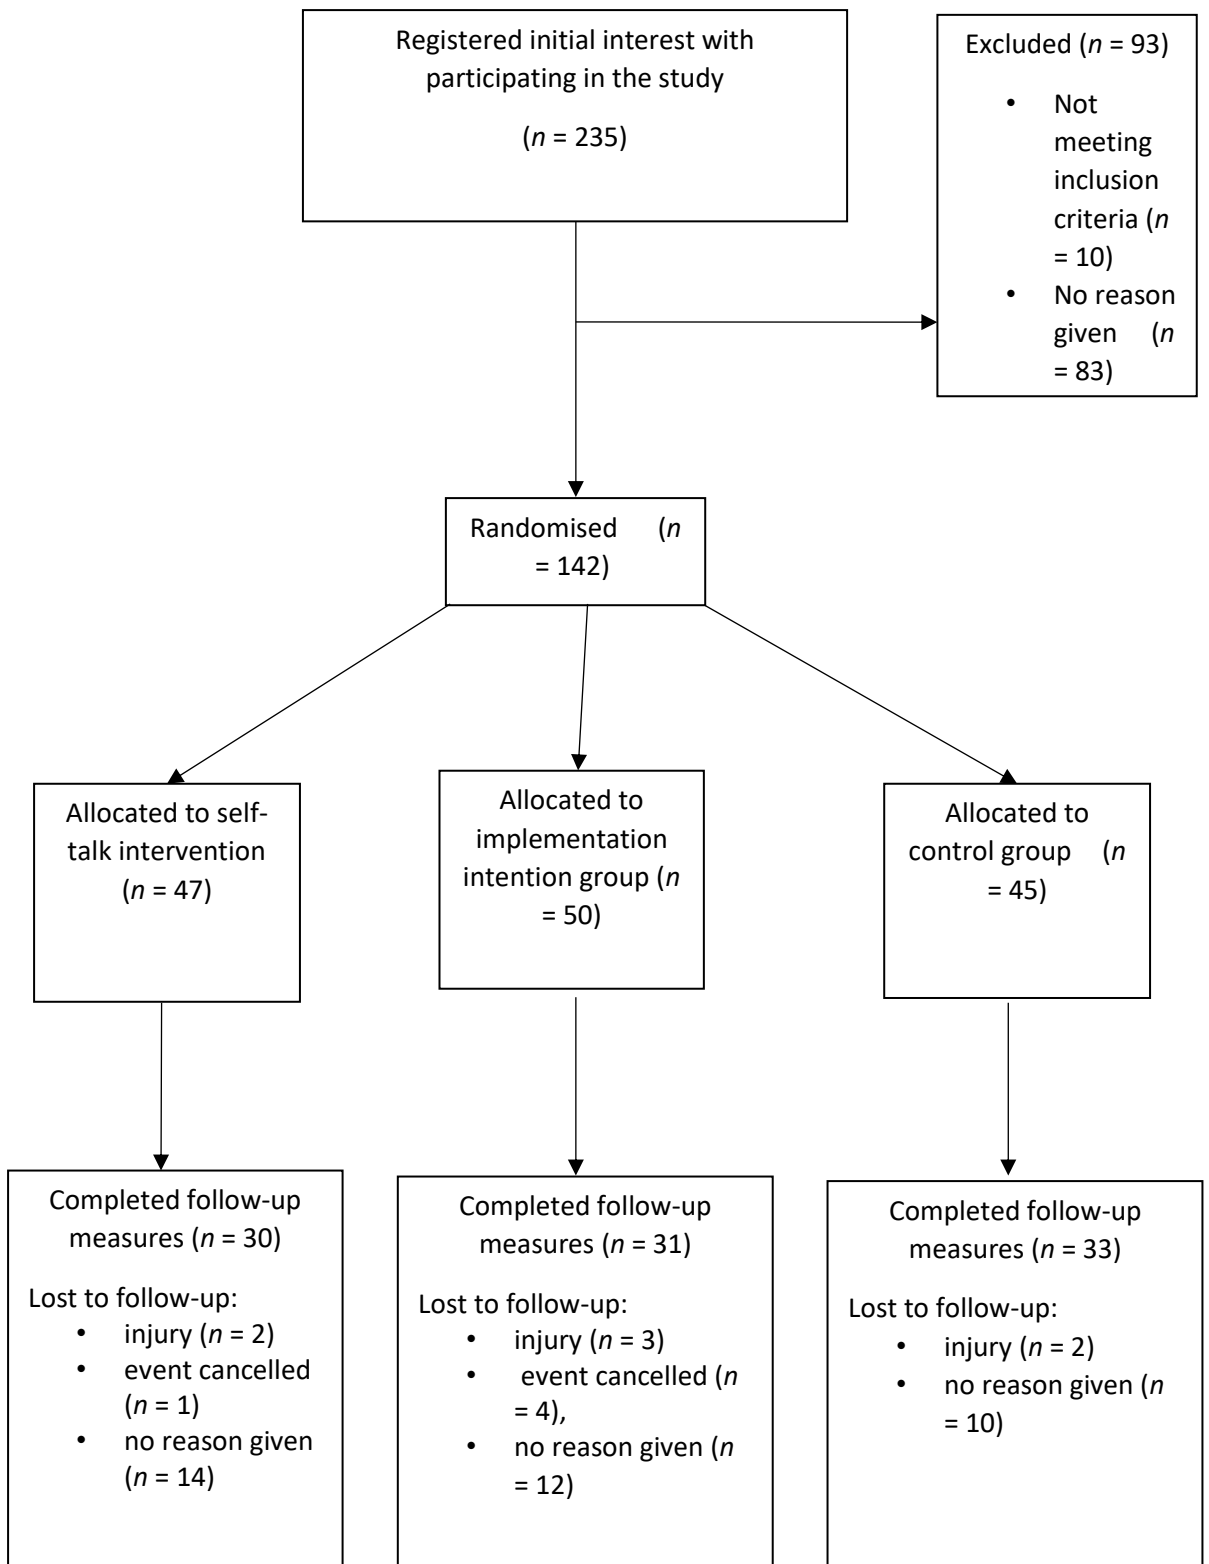 Registered initial interest with
participating in the study
(n = 235)
Excluded (n = 93)
• Not
meeting
inclusion
criteria (n
= 10)
• No reason
given (n
= 83)
Randomised (n
= 142)
Allocated to self-
talk intervention
(n = 47)
Allocated to
implementation
intention group (n
= 50)
Allocated to
control group (n
= 45)
Completed follow-up
measures (n = 30)
Lost to follow-up:
• injury (n = 2)
• event cancelled
(n = 1)
• no reason given
(n = 14)
Completed follow-up
measures (n = 31)
Lost to follow-up:
• injury (n = 3)
• event cancelled (n
= 4),
• no reason given (n
= 12)
Completed follow-up
measures (n = 33)
Lost to follow-up:
• injury (n = 2)
• no reason given (n
= 10)